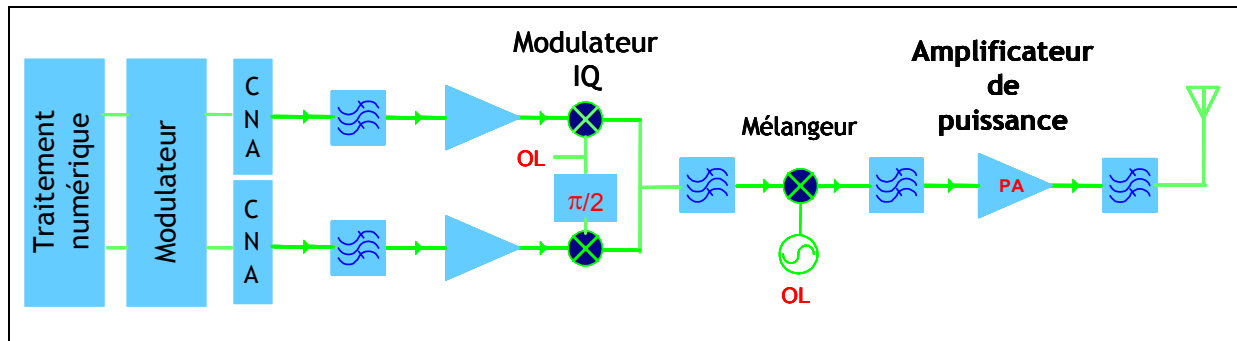 Traitement
numérique
Modulateur
C
N
A
C
N
A
Modulateur
IQ
OL
π/2
Mélangeur
OL
Amplificateur
de
puissance
PA